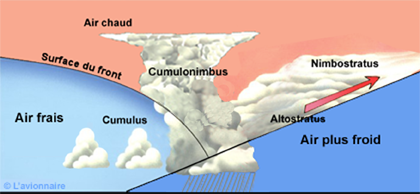 Air chaud
Surface du front
Cumulonimbus
Nimbostratus
Air frais
Cumulus
Altostratus
Air plus froid
© L'avionnaire